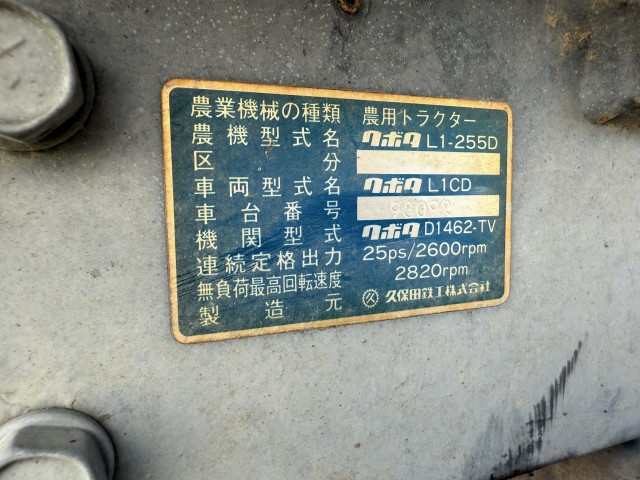 農業機械の種類 農用トラクター
農機型式名 クボタ L1-255D
区分
車両型式名 クボタ L1CD
車台番号
機関型式 クボタ D1462-TV
連続定格出力 25ps/2600rpm
無負荷最高回転速度 2820rpm
製造元 久保田鉄工株式会社